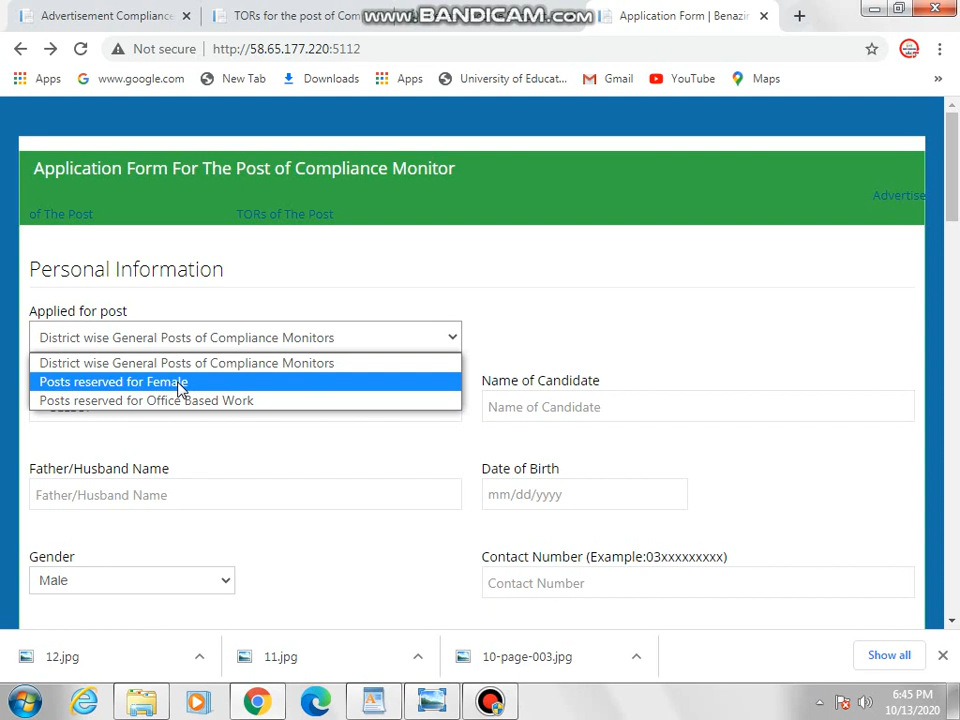 Advertisement Compliance
TORs for the post of Com
WWW.BANDICAM.COM
Application Form | Benazir
Not secure
http://58.65.177.220:5112
Apps
www.google.com
New Tab
Downloads
Apps
University of Educat...
Gmail
YouTube
Maps
»
Application Form For The Post of Compliance Monitor
Advertise
of The Post
TORs of The Post
Personal Information
Applied for post
District wise General Posts of Compliance Monitors
District wise General Posts of Compliance Monitors
Posts reserved for Female
Posts reserved for Office Based Work
Name of Candidate
Name of Candidate
Father/Husband Name
Father/Husband Name
Date of Birth
mm/dd/yyyy
Gender
Male
Contact Number (Example:03xxxxxxxxx)
Contact Number
12.jpg
11.jpg
10-page-003.jpg
Show all
6:45 PM
10/13/2020